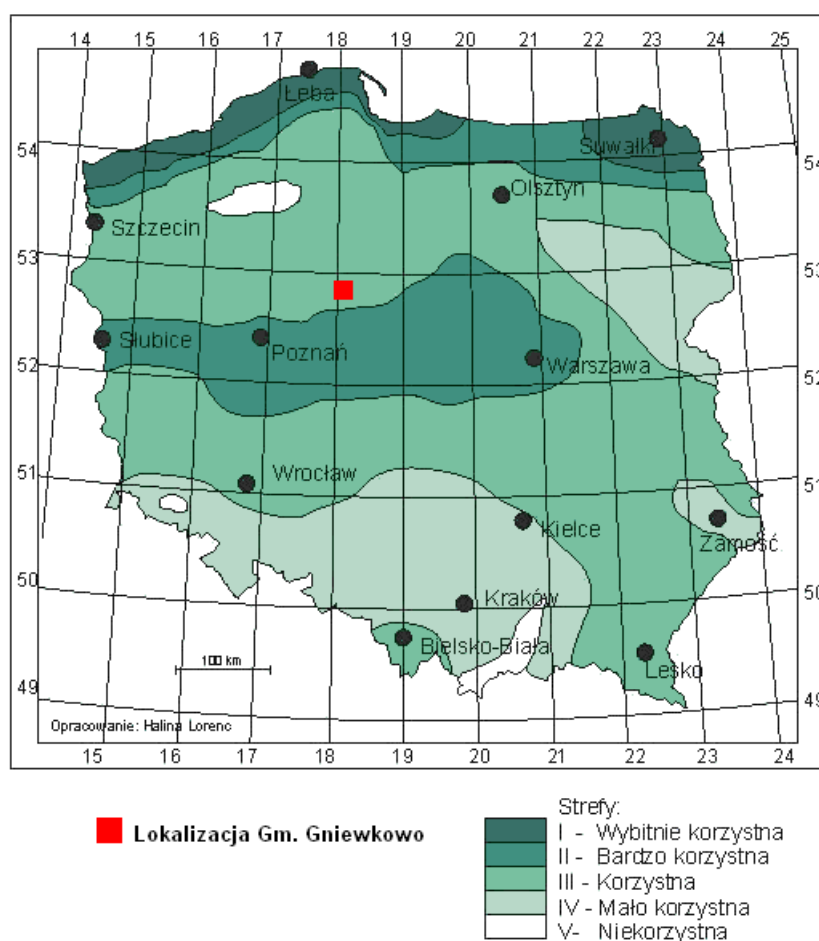 14 15 16 17 18 19 20 21 22 23 24 25
Łeba
54
Suwałki
54
Olsztyn
Szczecin
53
53
Słubice
Poznań
Warszawa
52
52
Wrocław
51
51
Kielce
Zamość
50
50
Kraków
Bielsko-Biała
Lesko
100 km
49
49
Opracowanie: Halina Lorenc
15 16 17 18 19 20 21 22 23 24
Strefy:
Lokalizacja Gm. Gniewkowo
I - Wybitnie korzystna
II - Bardzo korzystna
III - Korzystna
IV - Mało korzystna
V- Niekorzystna